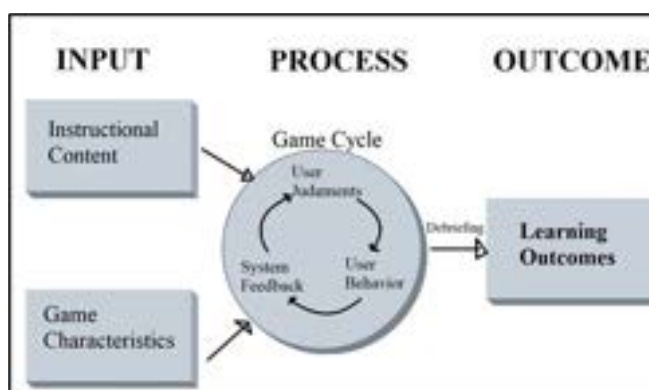 INPUT
PROCESS
OUTCOME
Instructional
Content
Game Cycle
User
Judgments
Debriefing
Learning
Outcomes
System
Feedback
User
Behavior
Game
Characteristics